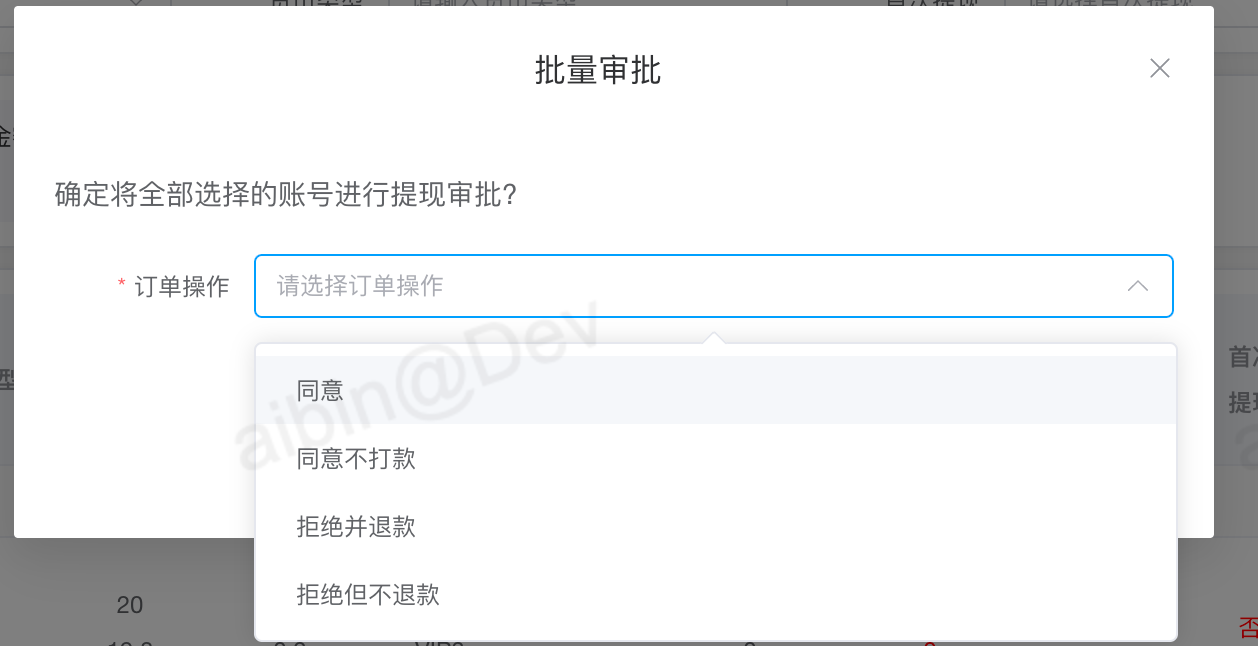 批量审批
金
确定将全部选择的账号进行提现审批?
* 订单操作
请选择订单操作
aibin@Dev
同意
同意不打款
拒绝并退款
拒绝但不退款
型
首
提
20
否